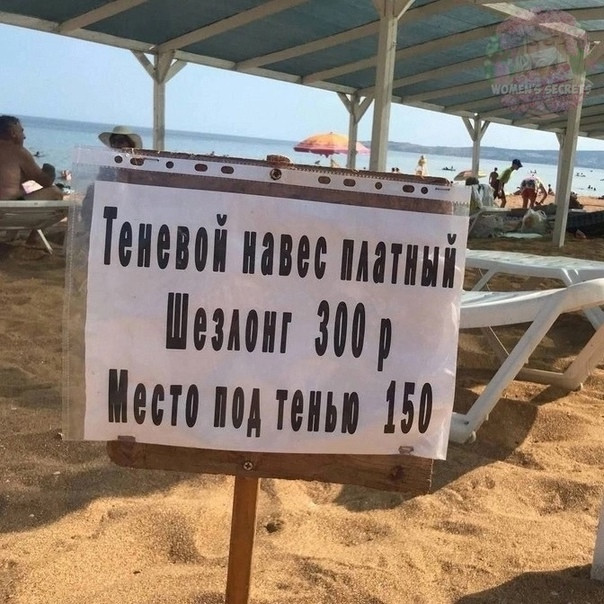 WOMEN'S SECRETS
Теневой навес платный
Шезлонг 300 р
Место под тенью 150